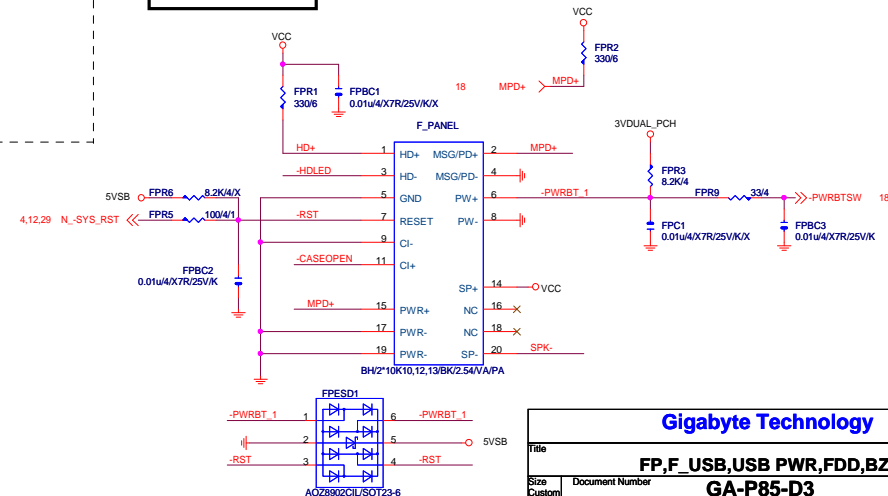 VCC
FPR2
330/6
VCC
FPR1
330/6
FPBC1
0.01u/4/X7R/25V/K/X
18 MPD+ MPD+
F_PANEL
3VDUAL_PCH
HD+ 1 HD+ MSG/PD+ 2 MPD+
-HDLED 3 HD- MSG/PD- 4
FPR3
8.2K/4
5VSB FPR6 8.2K/4/X 5 GND PW+ 6 -PWRBT_1 FPR9 33/4 -PWRBTSW 18
4,12,29 N_-SYS_RST FPR5 100/4/1 -RST 7 RESET PW- 8
FPC1
0.01u/4/X7R/25V/K/X
FPBC3
0.01u/4/X7R/25V/K
9 CI-
-CASEOPEN 11 CI+
FPBC2
0.01u/4/X7R/25V/K
SP+ 14 VCC
MPD+ 15 PWR+ NC 16
17 PWR- NC 18
19 PWR- SP- 20 SPK-
BH/2*10K10,12,13/BK/2.54/VA/PA
FPESD1
-PWRBT_1 1 6 -PWRBT_1
2 5 5VSB
-RST 3 4 -RST
AOZ8902CIL/SOT23-6
Gigabyte Technology
Title
FP,F_USB,USB PWR,FDD,BZ
Size Document Number
Custom GA-P85-D3